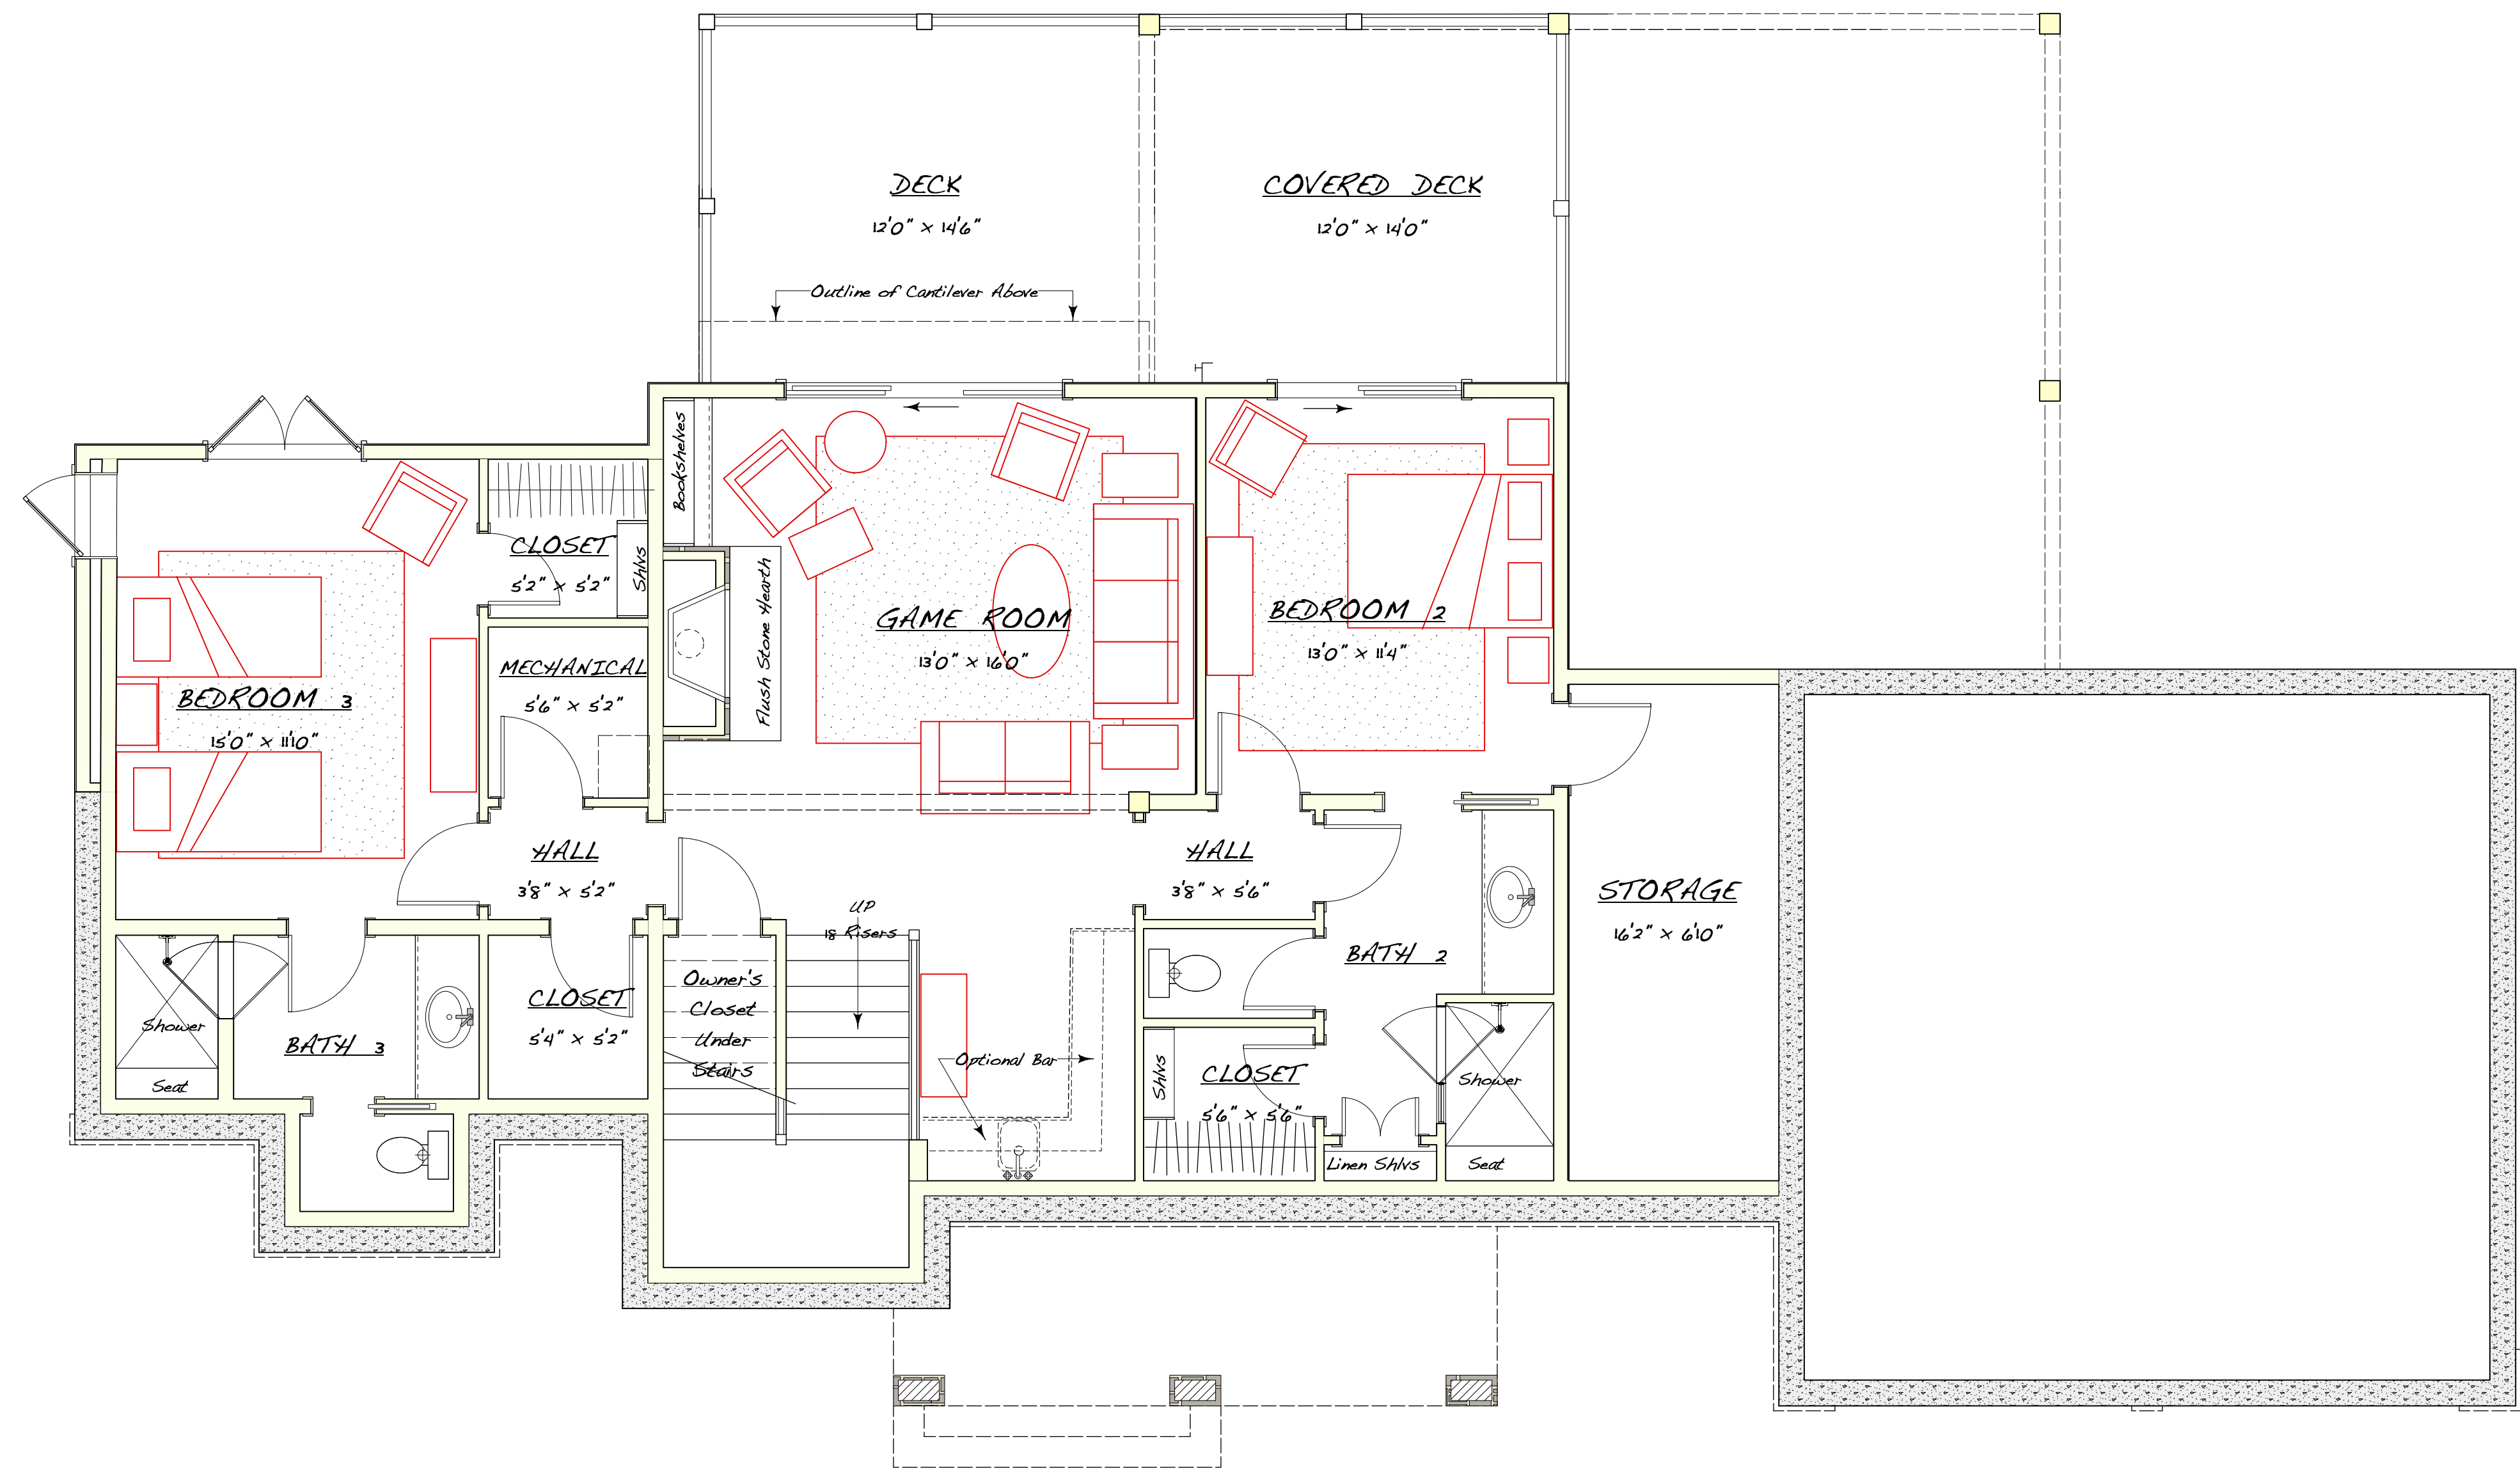 DECK
12'0" x 14'6"
COVERED DECK
12'0" x 14'0"
Outline of Cantilever Above
Bookshelves
CLOSET
5'2" x 5'2"
Shlvs
Flush Stone Hearth
GAME ROOM
13'0" x 16'0"
BEDROOM 2
13'0" x 11'4"
MECHANICAL
5'6" x 5'2"
BEDROOM 3
15'0" x 11'10"
HALL
3'8" x 5'2"
HALL
3'8" x 5'6"
STORAGE
16'2" x 6'10"
UP
18 Risers
BATH 2
Owner's
Closet
Under
Stairs
CLOSET
5'4" x 5'2"
Shower
BATH 3
Seat
Optional Bar
Shlvs
CLOSET
5'6" x 5'6"
Shower
Linen Shlvs
Seat